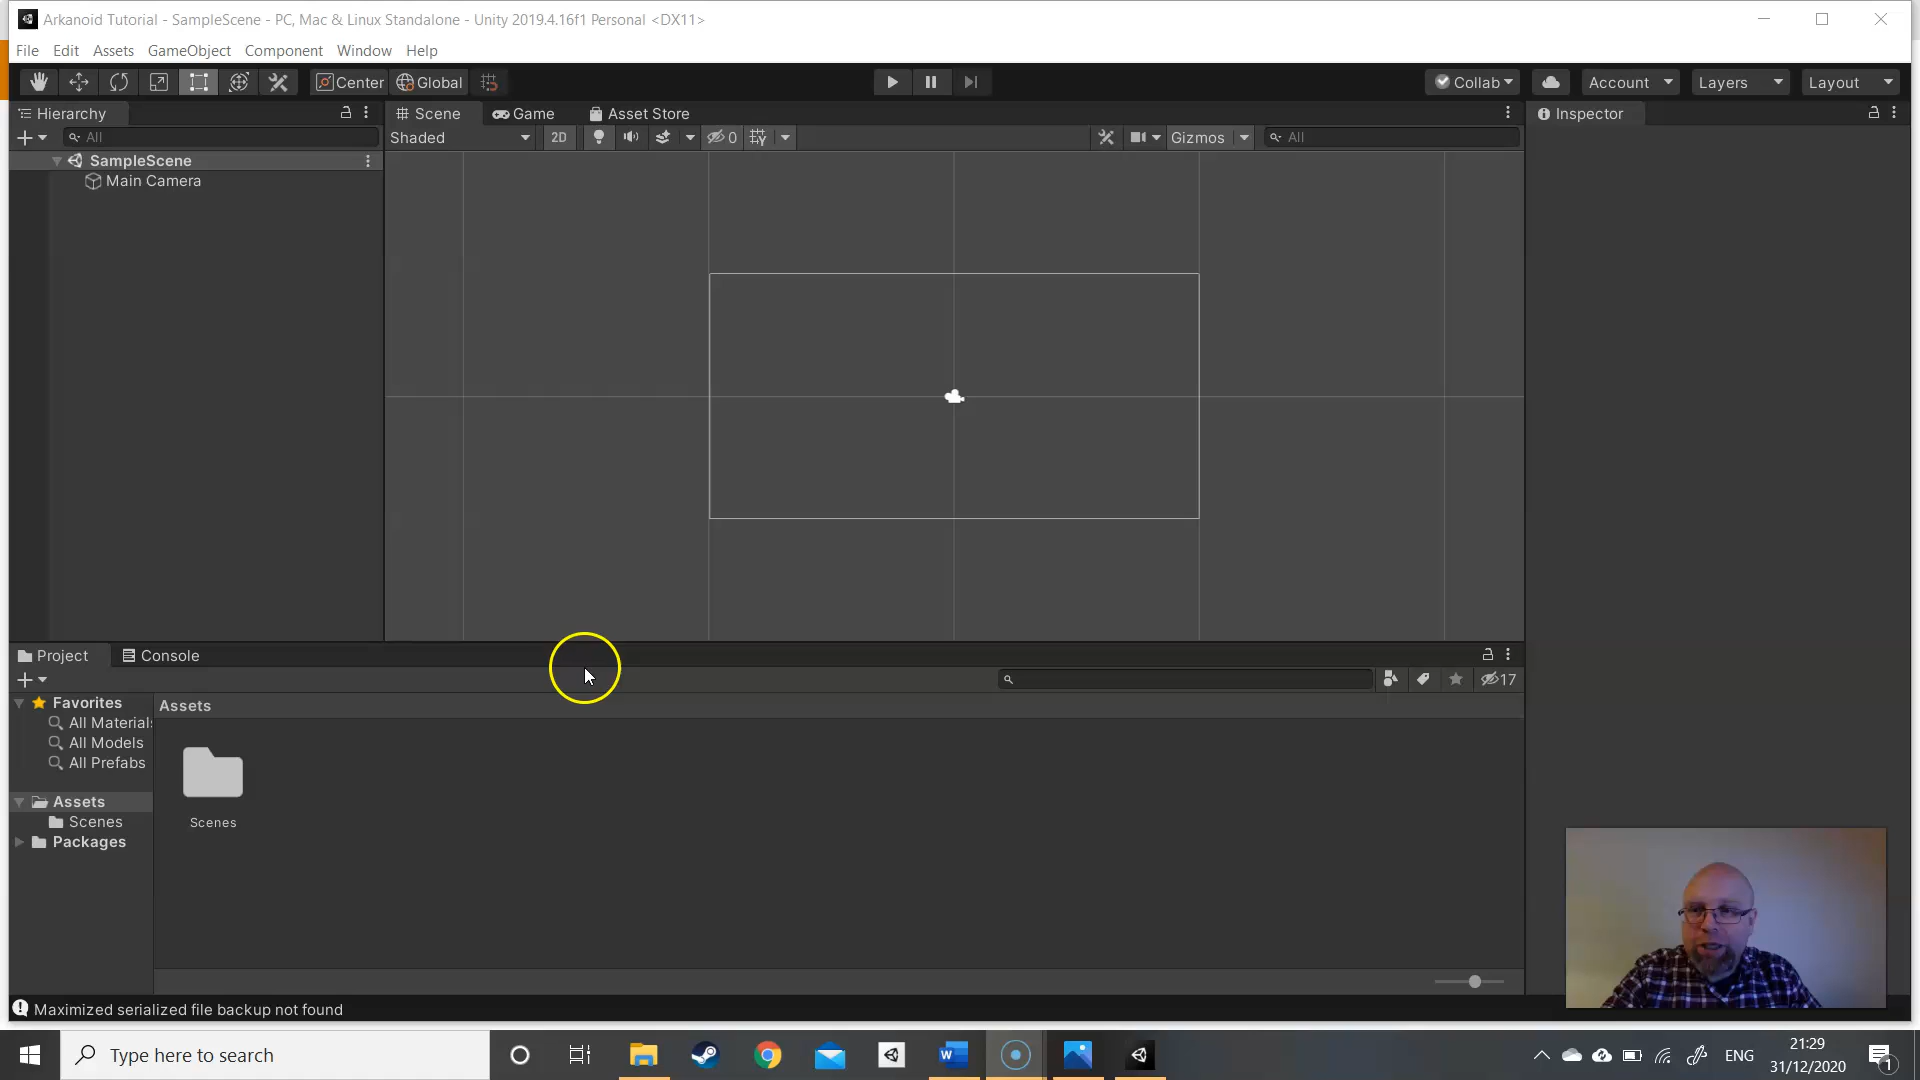 Arkanoid Tutorial - SampleScene - PC, Mac & Linux Standalone - Unity 2019.4.16f1 Personal <DX11>
File Edit Assets GameObject Component Window Help
Center Global Collab Account Layers Layout
Hierarchy Scene Game Asset Store Inspector
All Shaded 2D 0 Gizmos All
SampleScene
Main Camera
Project Console
17
Favorites Assets
All Materials
All Models
All Prefabs
Assets
Scenes Scenes
Packages
Maximized serialized file backup not found
Type here to search
W
ENG
21:29
31/12/2020
1